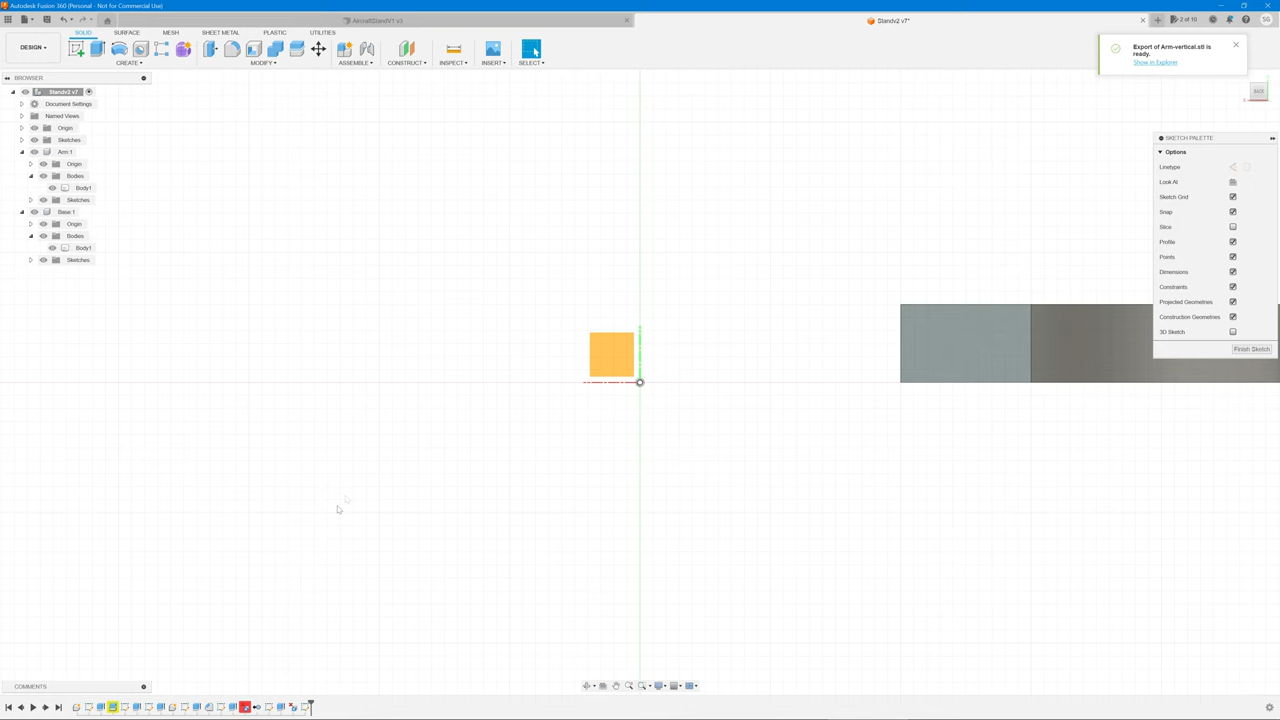 Autodesk Fusion 360 (Personal - Not for Commercial Use)
AircraftStandV1 v3
Standv2 v7*
2 of 10
SG
DESIGN
SOLID
SURFACE
MESH
SHEET METAL
PLASTIC
UTILITIES
CREATE
MODIFY
ASSEMBLE
CONSTRUCT
INSPECT
INSERT
SELECT
Export of Arm-vertical.stl is
ready.
Show in Explorer
BROWSER
BACK
Standv2 v7
Document Settings
Named Views
Origin
Sketches
Arm:1
Origin
Bodies
Body1
Sketches
Base:1
Origin
Bodies
Body1
Sketches
SKETCH PALETTE
Options
Linetype
Look At
Sketch Grid
Snap
Slice
Profile
Points
Dimensions
Constraints
Projected Geometries
Construction Geometries
3D Sketch
Finish Sketch
COMMENTS